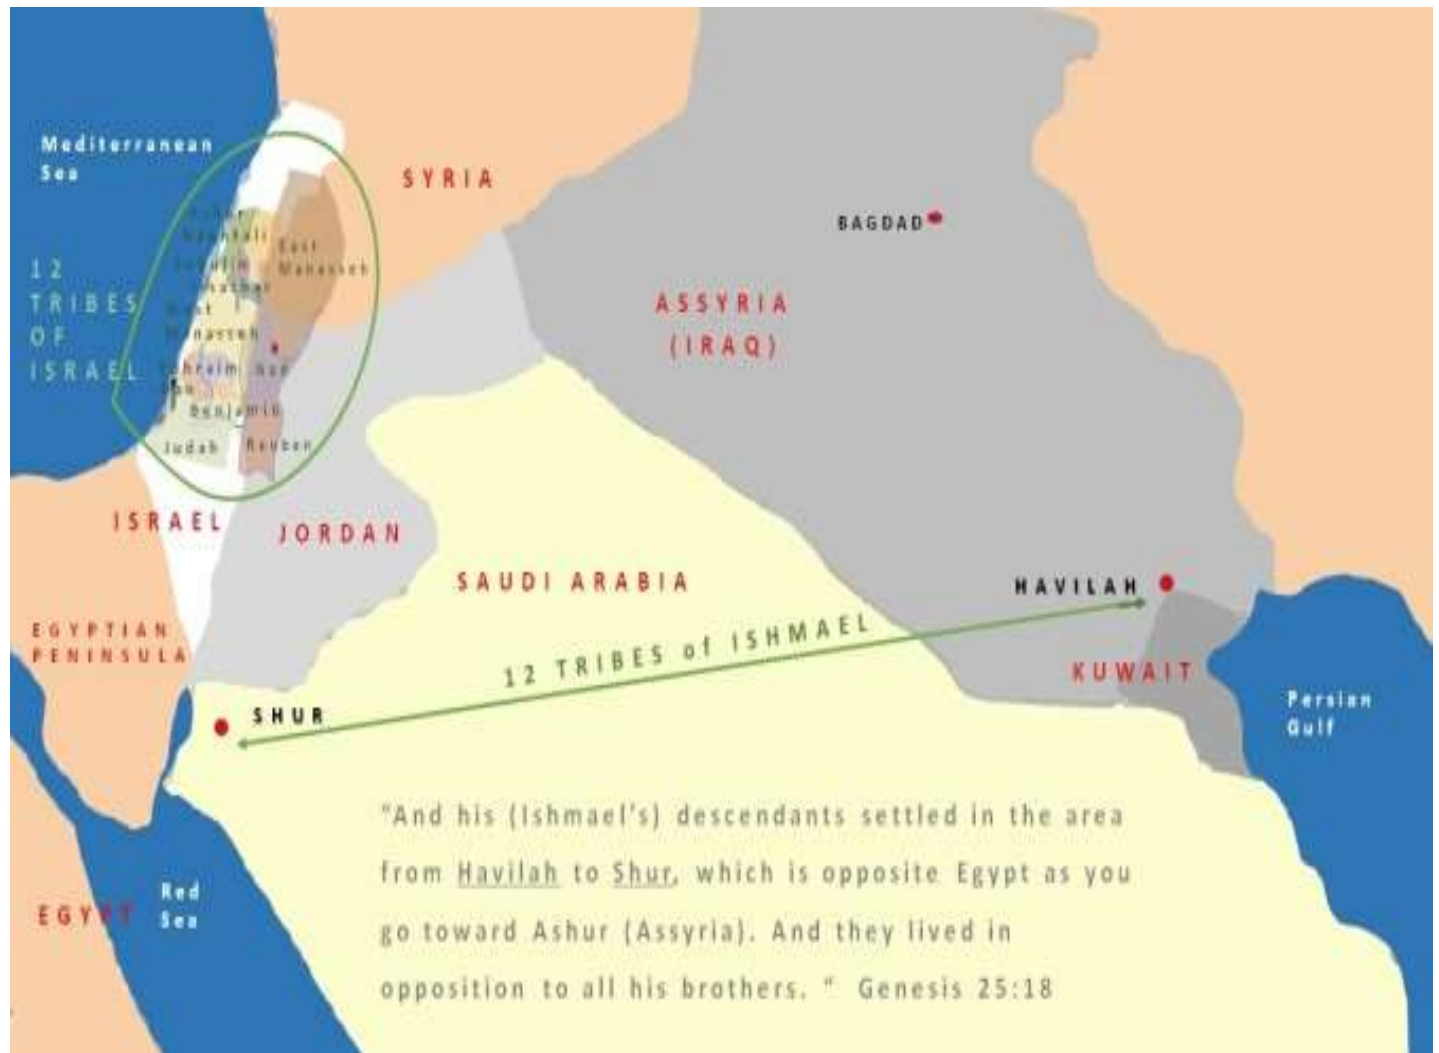 Mediterranean
Sea
12
TRIBES
OF
ISRAEL
SYRIA
BAGDAD
ASSYRIA
(IRAQ)
East
Manasseh
Manasseh
Benjamin
Judah
Reuben
ISRAEL
JORDAN
SAUDI ARABIA
HAVILAH
EGYPTIAN
PENINSULA
12 TRIBES of ISHMAEL
KUWAIT
SHUR
Persian
Gulf
"And his (Ishmael's) descendants settled in the area
from Havilah to Shur, which is opposite Egypt as you
go toward Ashur (Assyria). And they lived in
opposition to all his brothers. " Genesis 25:18
Red
Sea
EGYPT